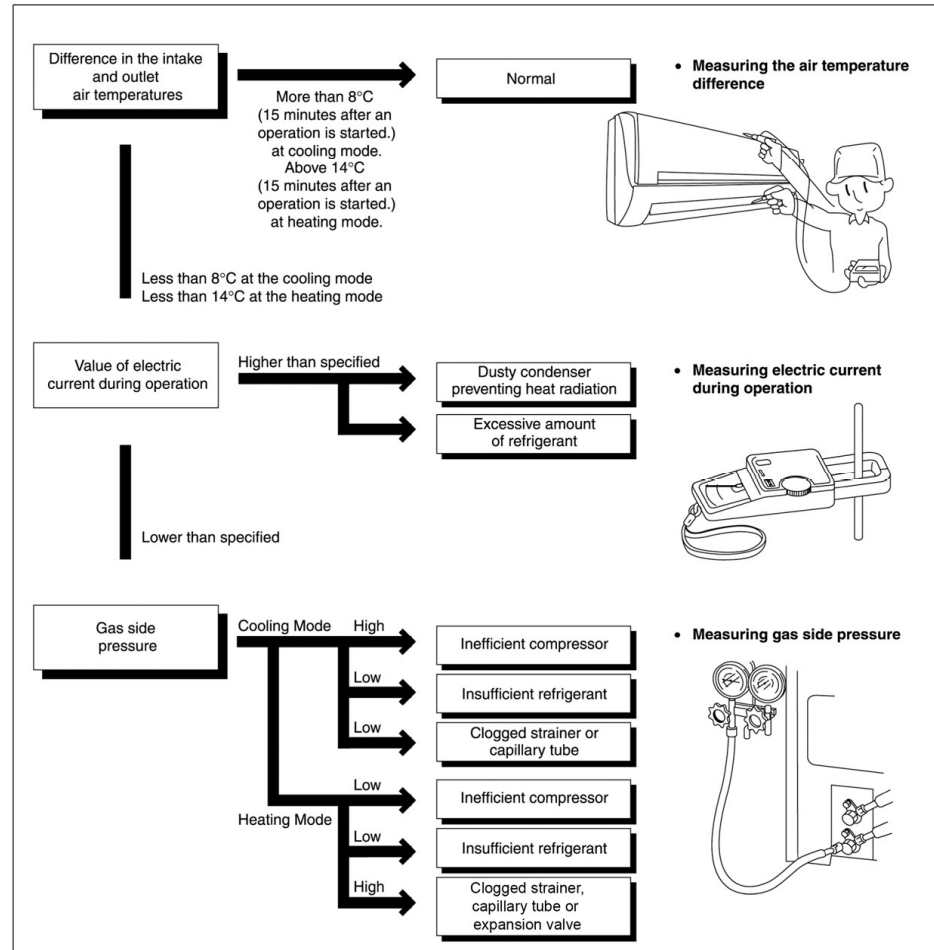 Difference in the intake
and outlet
air temperatures
More than 8°C
(15 minutes after an
operation is started.)
at cooling mode.
Above 14°C
(15 minutes after an
operation is started.)
at heating mode.
Normal
• Measuring the air temperature
difference
Less than 8°C at the cooling mode
Less than 14°C at the heating mode
Value of electric
current during operation
Higher than specified
Dusty condenser
preventing heat radiation
Excessive amount
of refrigerant
• Measuring electric current
during operation
Lower than specified
Gas side
pressure
Cooling Mode
High
Inefficient compressor
Low
Insufficient refrigerant
Low
Clogged strainer or
capillary tube
Heating Mode
Low
Inefficient compressor
Low
Insufficient refrigerant
High
Clogged strainer,
capillary tube or
expansion valve
• Measuring gas side pressure